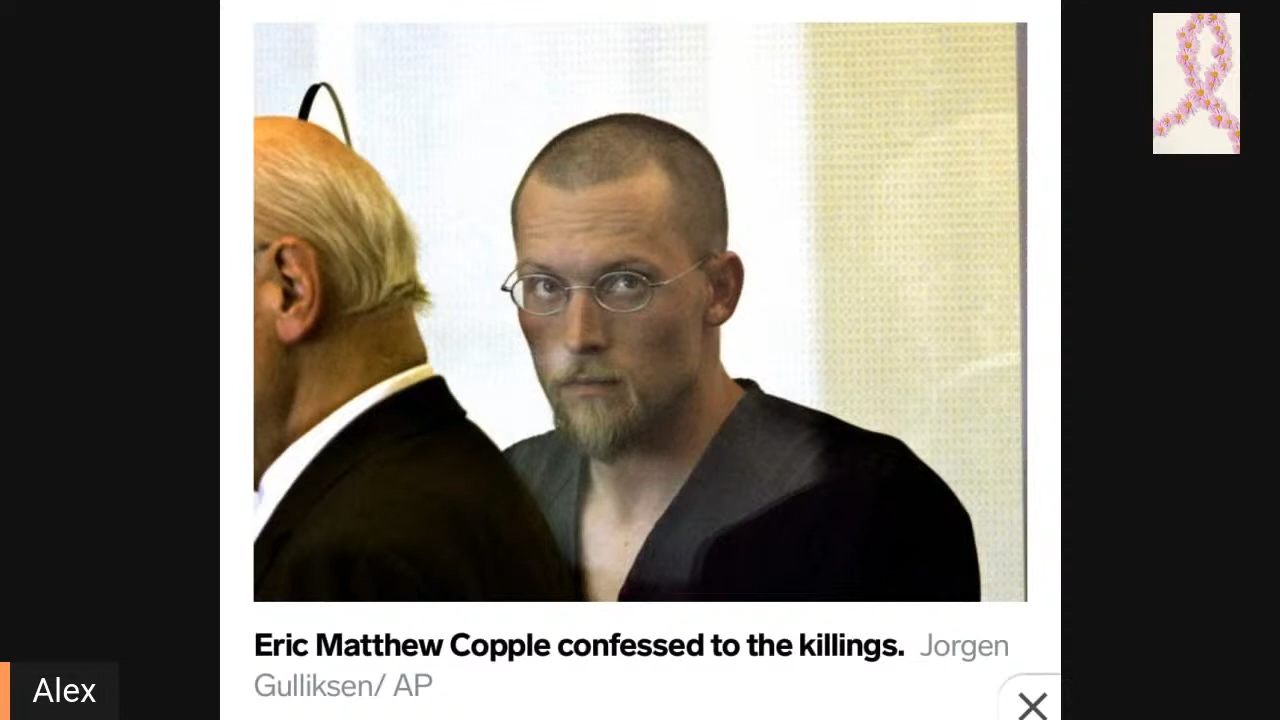 Eric Matthew Copple confessed to the killings. Jorgen
Gulliksen/ AP
Alex